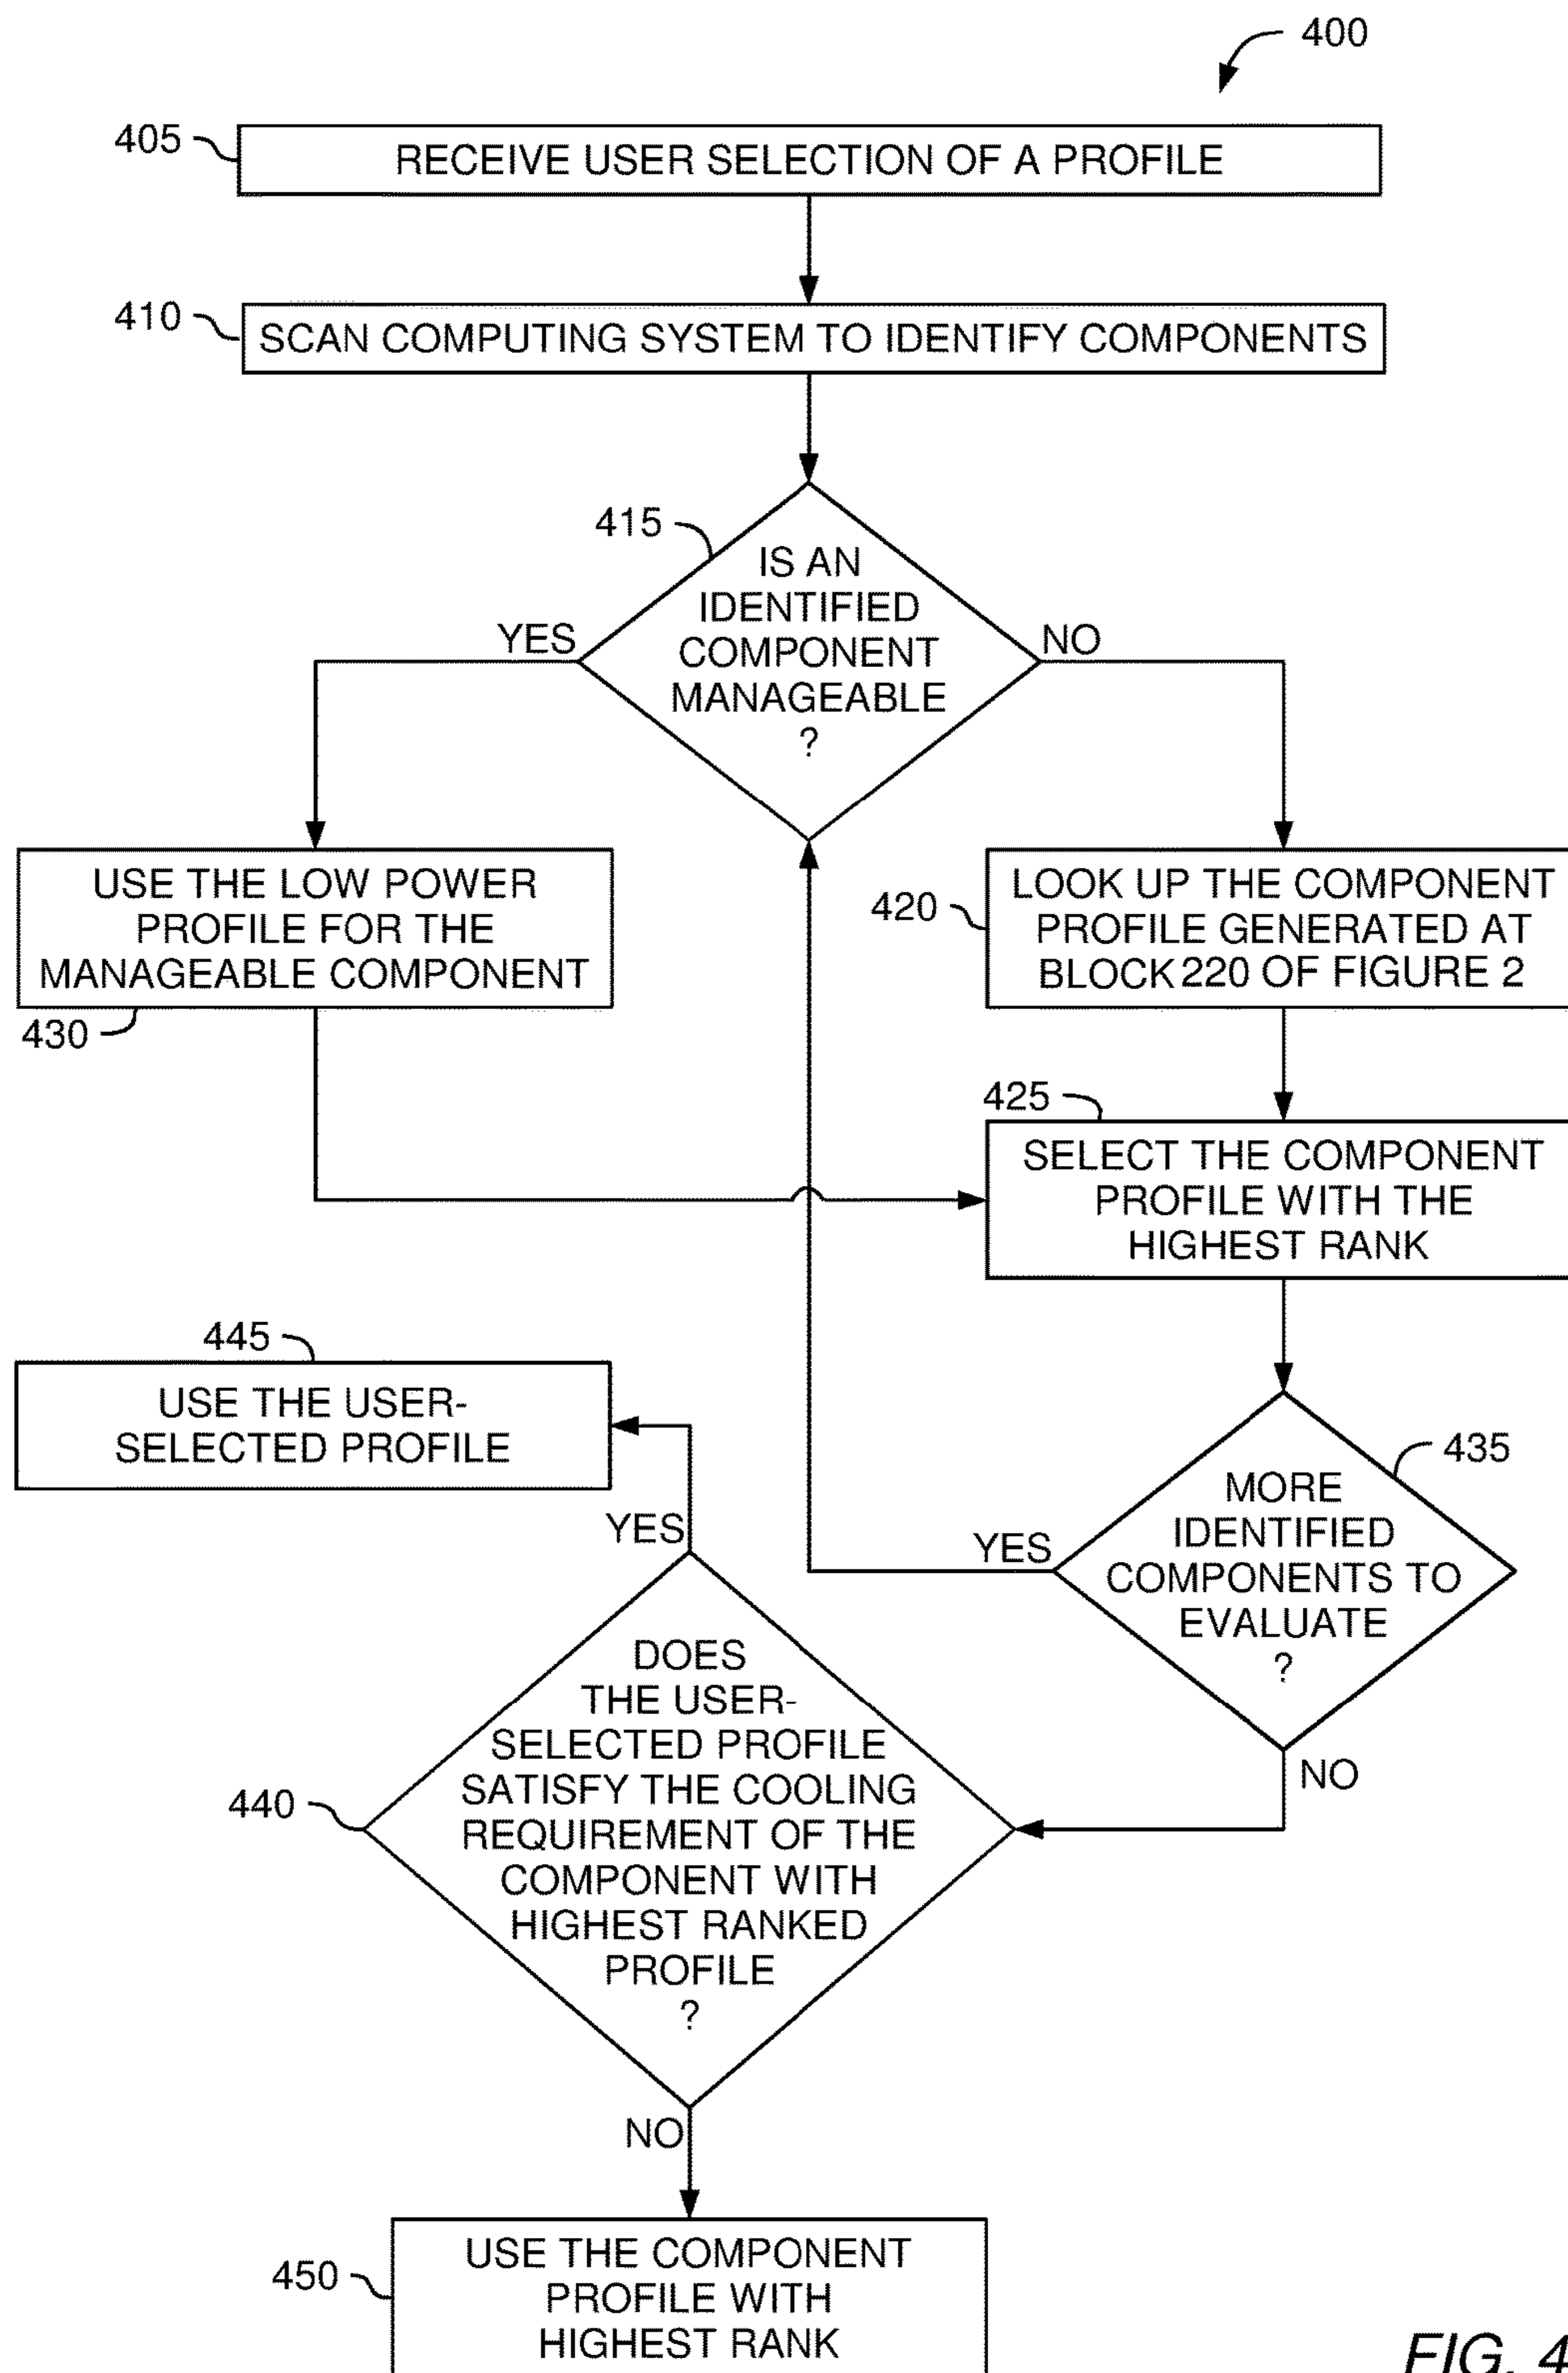 400
405
RECEIVE USER SELECTION OF A PROFILE
410
SCAN COMPUTING SYSTEM TO IDENTIFY COMPONENTS
415
IS AN
IDENTIFIED
COMPONENT
MANAGEABLE
?
YES
NO
USE THE LOW POWER
PROFILE FOR THE
MANAGEABLE COMPONENT
430
420
LOOK UP THE COMPONENT
PROFILE GENERATED AT
BLOCK 220 OF FIGURE 2
425
SELECT THE COMPONENT
PROFILE WITH THE
HIGHEST RANK
445
USE THE USER-
SELECTED PROFILE
435
MORE
IDENTIFIED
COMPONENTS TO
EVALUATE
?
YES
NO
YES
440
DOES
THE USER-
SELECTED PROFILE
SATISFY THE COOLING
REQUIREMENT OF THE
COMPONENT WITH
HIGHEST RANKED
PROFILE
?
NO
450
USE THE COMPONENT
PROFILE WITH
HIGHEST RANK
FIG. 4